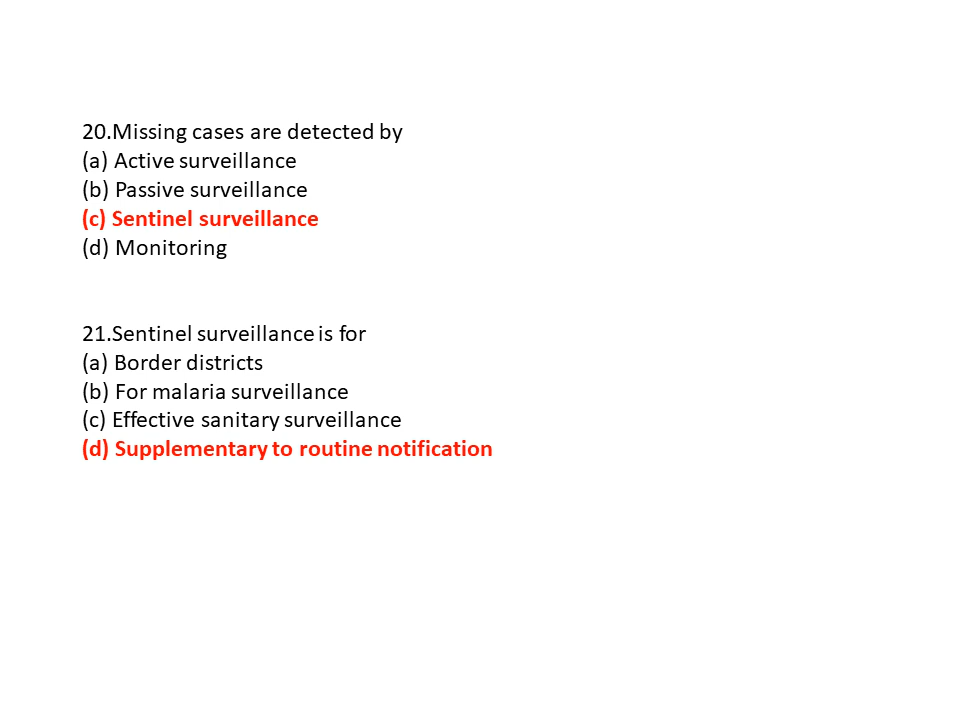 20.Missing cases are detected by
(a) Active surveillance
(b) Passive surveillance
(c) Sentinel surveillance
(d) Monitoring
21.Sentinel surveillance is for
(a) Border districts
(b) For malaria surveillance
(c) Effective sanitary surveillance
(d) Supplementary to routine notification